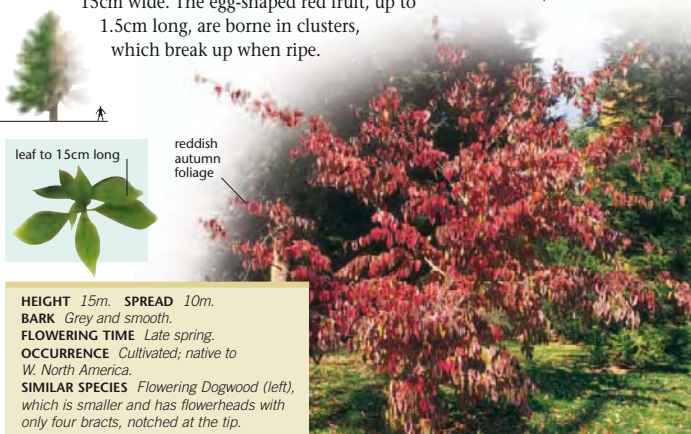 15cm wide. The egg-shaped red fruit, up to
1.5cm long, are borne in clusters,
which break up when ripe.
leaf to 15cm long
reddish
autumn
foliage
HEIGHT 15m. SPREAD 10m.
BARK Grey and smooth.
FLOWERING TIME Late spring.
OCCURRENCE Cultivated; native to
W. North America.
SIMILAR SPECIES Flowering Dogwood (left),
which is smaller and has flowerheads with
only four bracts, notched at the tip.